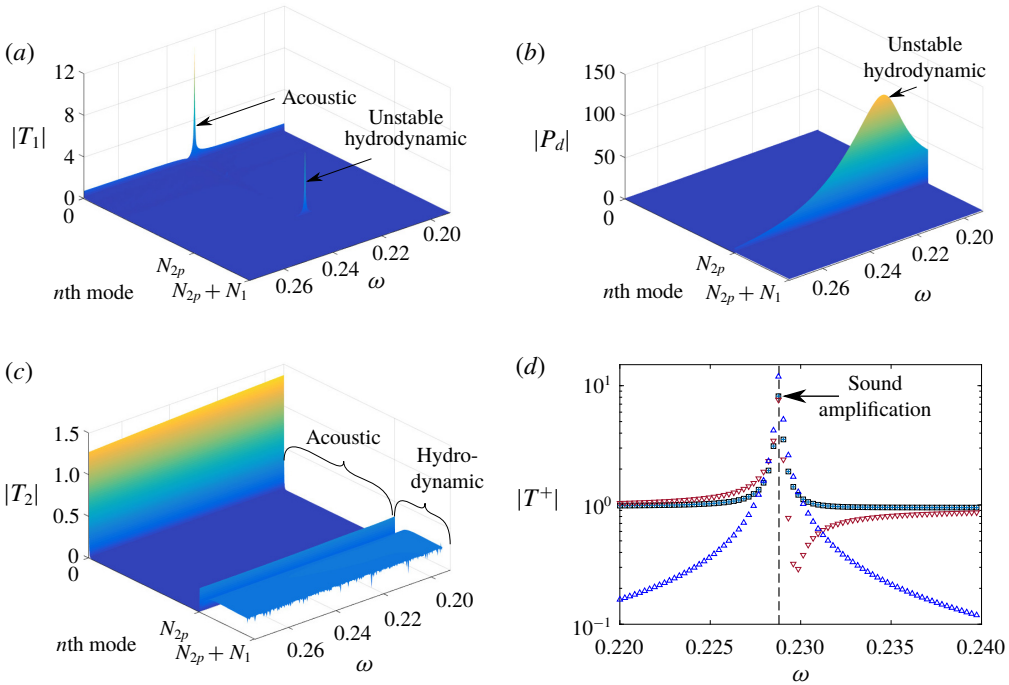 (a)
12
8
4
0
|T1|
Acoustic
Unstable
hydrodynamic
0
N2p
N2p + N1
nth mode
0.26
0.24
0.22
0.20
ω
(b)
150
100
50
0
|Pd|
Unstable
hydrodynamic
0
N2p
N2p + N1
nth mode
0.26
0.24
0.22
0.20
ω
(c)
1.5
1.0
0.5
0
|T2|
Acoustic
Hydro-
dynamic
0
N2p
N2p + N1
nth mode
0.26
0.24
0.22
0.20
ω
(d)
10¹
10⁰
10⁻¹
|T⁺|
Sound
amplification
0.220
0.225
0.230
0.235
0.240
ω